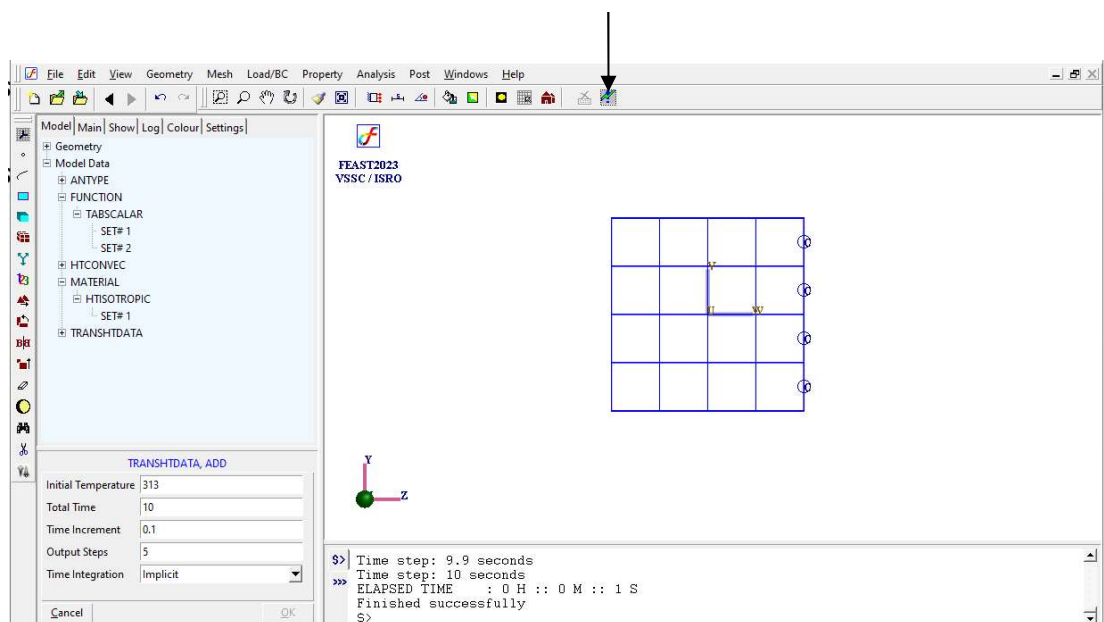 File Edit View Geometry Mesh Load/BC Property Analysis Post Windows Help
Model Main Show Log Colour Settings
Geometry
Model Data
ANTYPE
FUNCTION
TABSCALAR
SET# 1
SET# 2
HTCONVEC
MATERIAL
HTISOTROPIC
SET# 1
TRANSHTDATA
TRANSHTDATA, ADD
Initial Temperature 313
Total Time 10
Time Increment 0.1
Output Steps 5
Time Integration Implicit
Cancel OK
FEAST2023
VSSC / ISRO
V
U W
Y
Z
$> Time step: 9.9 seconds
>>> Time step: 10 seconds
ELAPSED TIME : 0 H :: 0 M :: 1 S
Finished successfully
$>